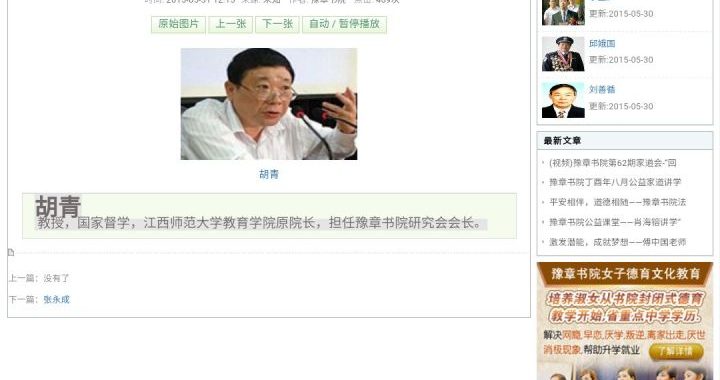 原始图片 上一张 下一张 自动 / 暂停播放
胡青
胡青
教授，国家督学，江西师范大学教育学院原院长，担任豫章书院研究会会长。
上一篇：没有了
下一篇：张永成
更新:2015-05-30
邱娥国
更新:2015-05-30
刘善循
更新:2015-05-30
最新文章
(视频)豫章书院第62期家道会-“回
豫章书院丁酉年八月公益家道讲学
平安相伴，道德相随——豫章书院法
豫章书院公益课堂——肖海镕讲学“
激发潜能，成就梦想——傅中国老师
豫章书院女子德育文化教育
培养淑女从书院封闭式德育
教学开始,省重点中学学历.
解决网瘾,早恋,厌学,叛逆,离家出走,厌世
消极现象,帮助升学就业
了解详情